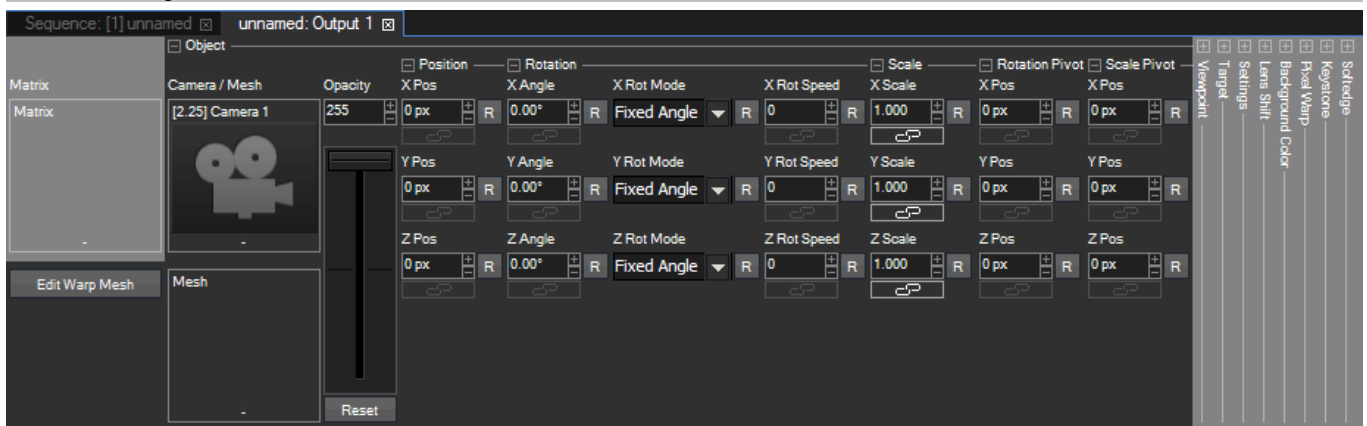 Sequence: [1] unnamed
unnamed: Output 1
Object
Position Rotation Scale Rotation Pivot Scale Pivot
Matrix Camera / Mesh Opacity X Pos X Angle X Rot Mode X Rot Speed X Scale X Pos X Pos
Matrix [2.25] Camera 1 255 0 px R 0.00° R Fixed Angle R 0 R 1.000 R 0 px R 0 px R
Y Pos Y Angle Y Rot Mode Y Rot Speed Y Scale Y Pos Y Pos
0 px R 0.00° R Fixed Angle R 0 R 1.000 R 0 px R 0 px R
- - Z Pos Z Angle Z Rot Mode Z Rot Speed Z Scale Z Pos Z Pos
0 px R 0.00° R Fixed Angle R 0 R 1.000 R 0 px R 0 px R
Edit Warp Mesh Mesh
- Reset
Viewpoint
Target
Settings
Lens Shift
Background Color
Pixel Warp
Keystone
Softedge